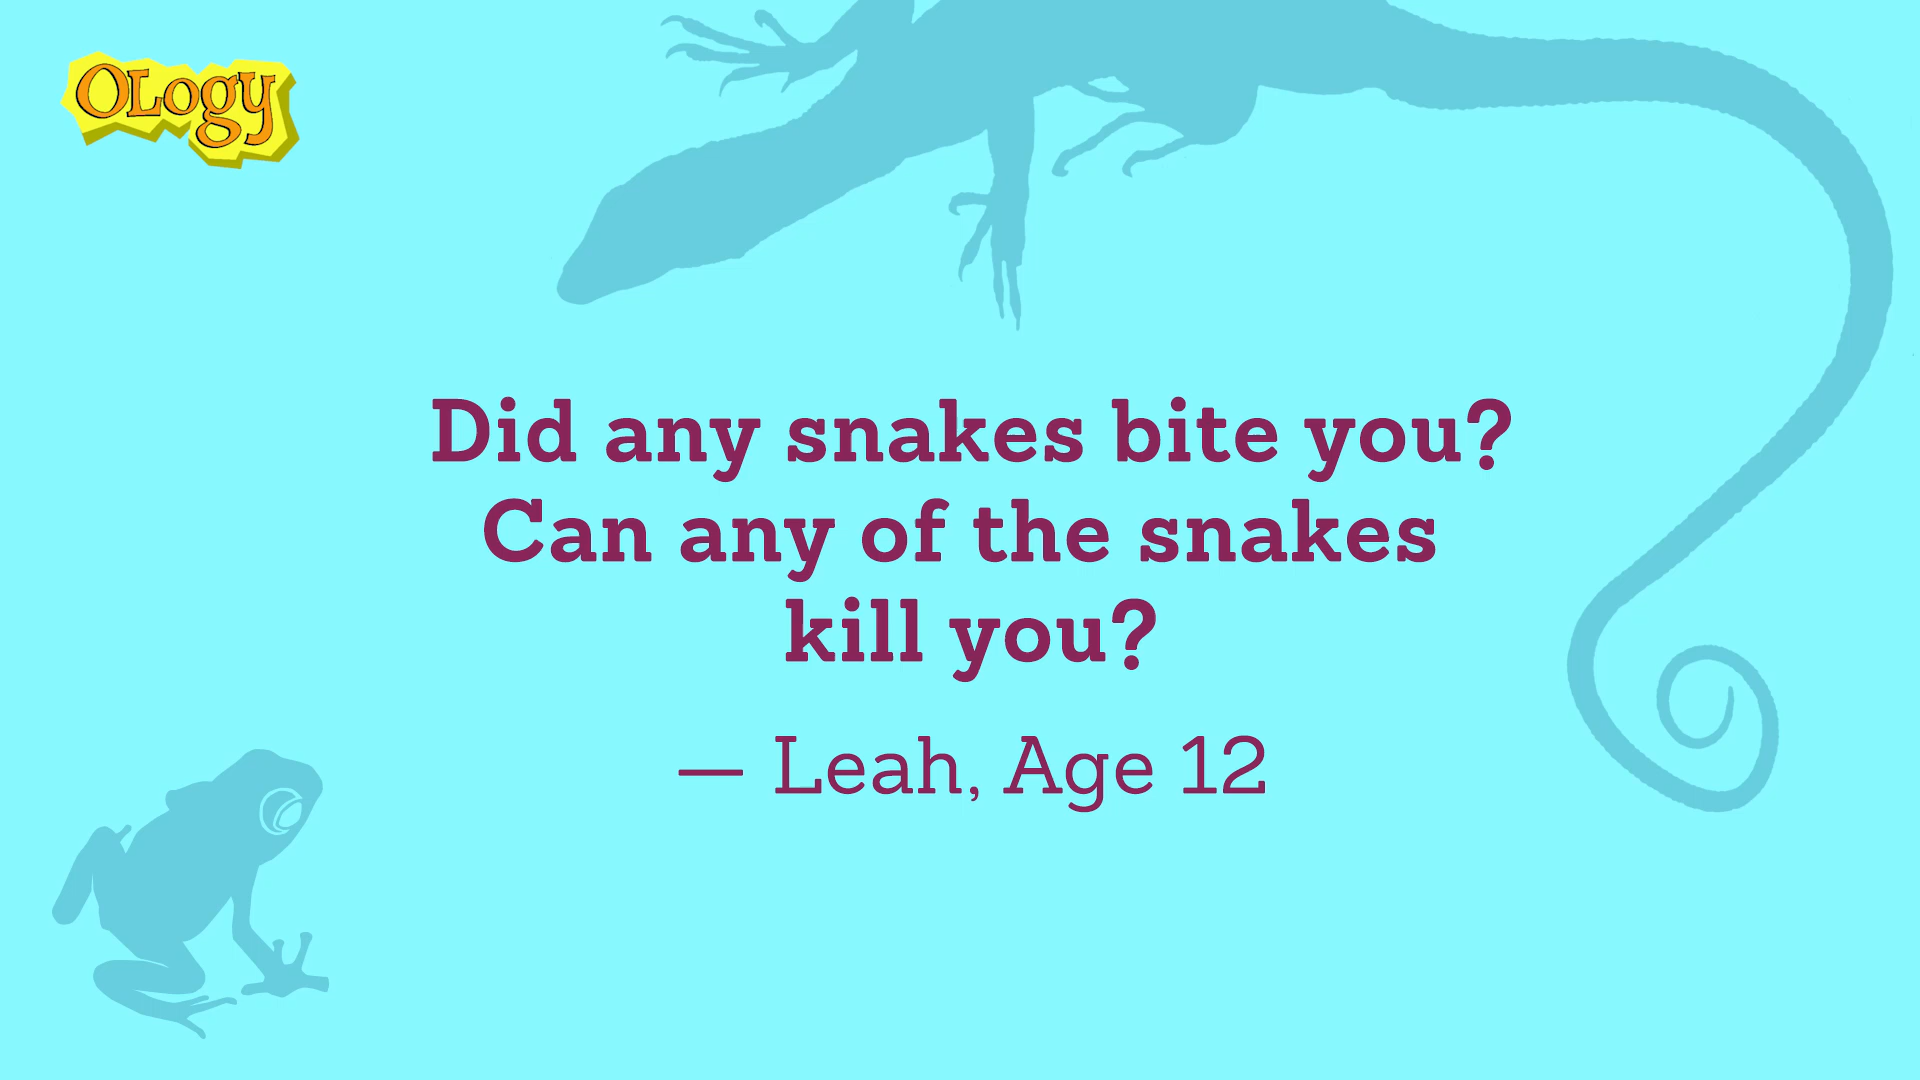 OLogy
Did any snakes bite you?
Can any of the snakes
kill you?
— Leah, Age 12